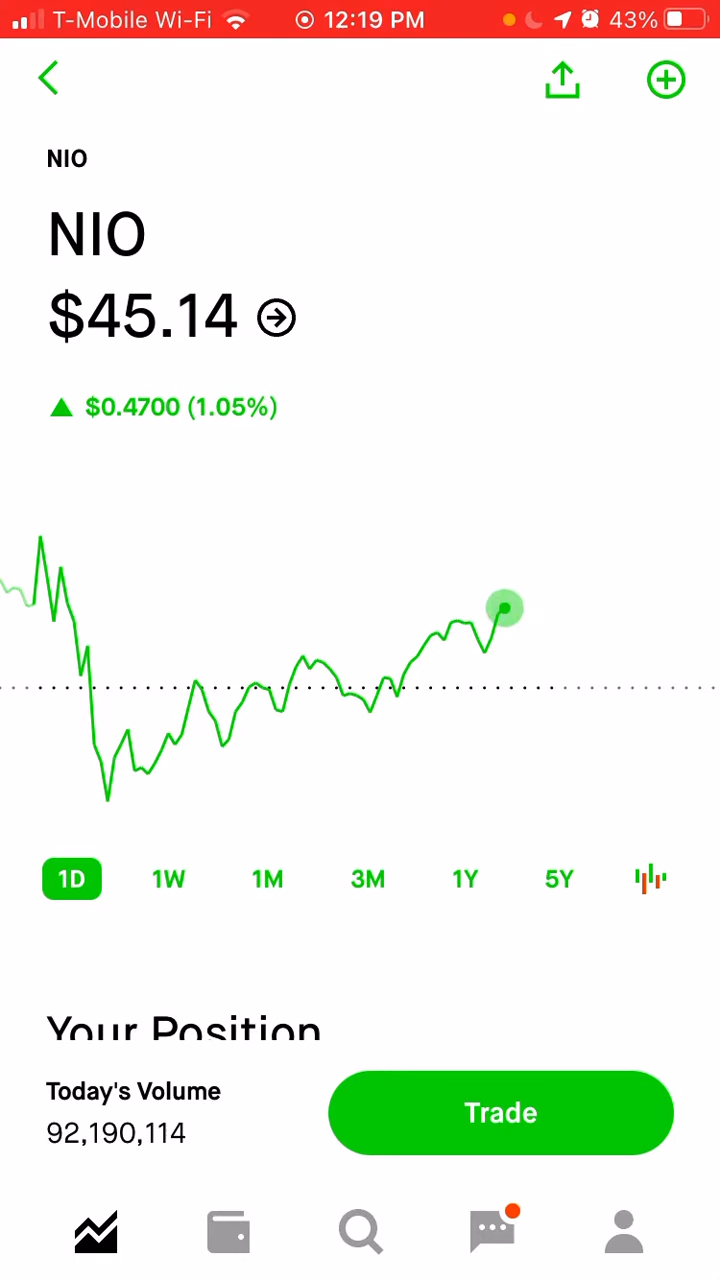 T-Mobile Wi-Fi 12:19 PM 43%
NIO
NIO
$45.14
$0.4700 (1.05%)
1D 1W 1M 3M 1Y 5Y
Your Position
Today's Volume
92,190,114
Trade